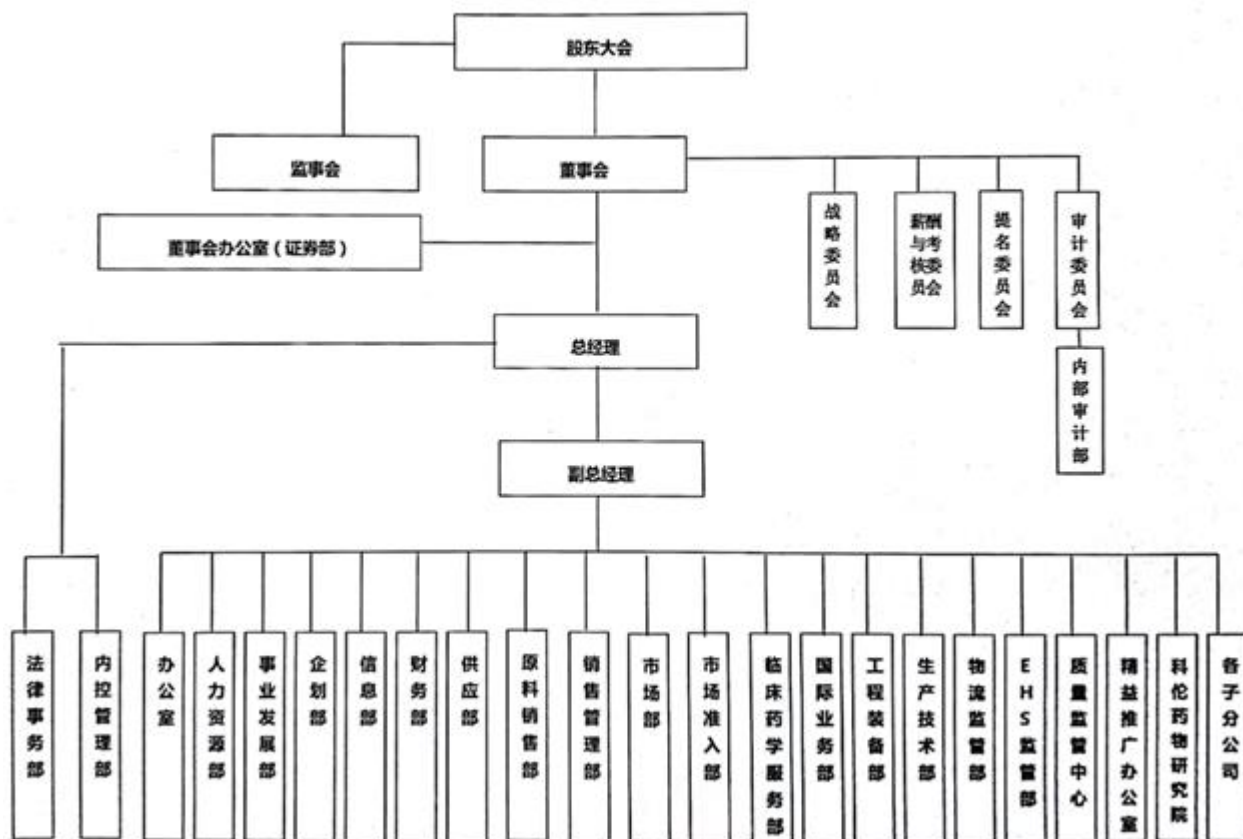 股东大会
监事会
董事会
董事会办公室（证券部）
战略委员会
薪酬与考核委员会
提名委员会
审计委员会
总经理
内部审计部
副总经理
法律事务部
内控管理部
办公室
人力资源部
事业发展部
企划部
信息部
财务部
供应部
原料销售部
销售管理部
市场部
市场准入部
临床药学服务部
国际业务部
工程装备部
生产技术部
物流监管部
EHS监管部
质量监管中心
精益推广办公室
科伦药物研究院
各子分公司